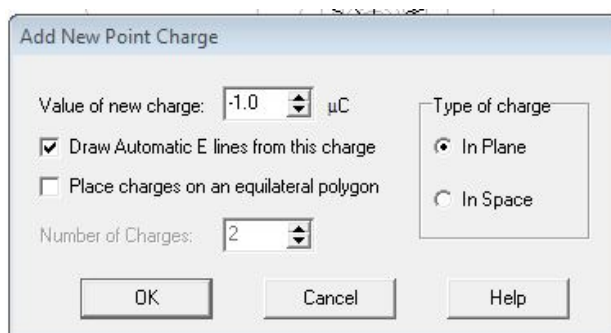 Add New Point Charge
Value of new charge: -1.0 µC
Type of charge
Draw Automatic E lines from this charge
In Plane
Place charges on an equilateral polygon
In Space
Number of Charges: 2
OK Cancel Help